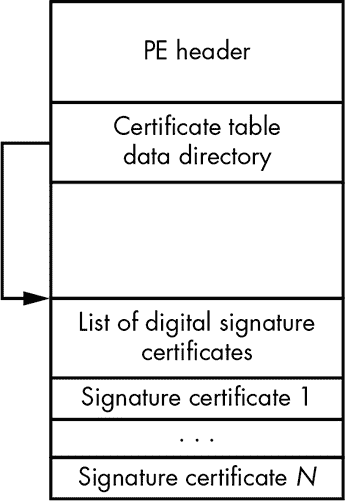 PE header
Certificate table
data directory
List of digital signature
certificates
Signature certificate 1
. . .
Signature certificate N